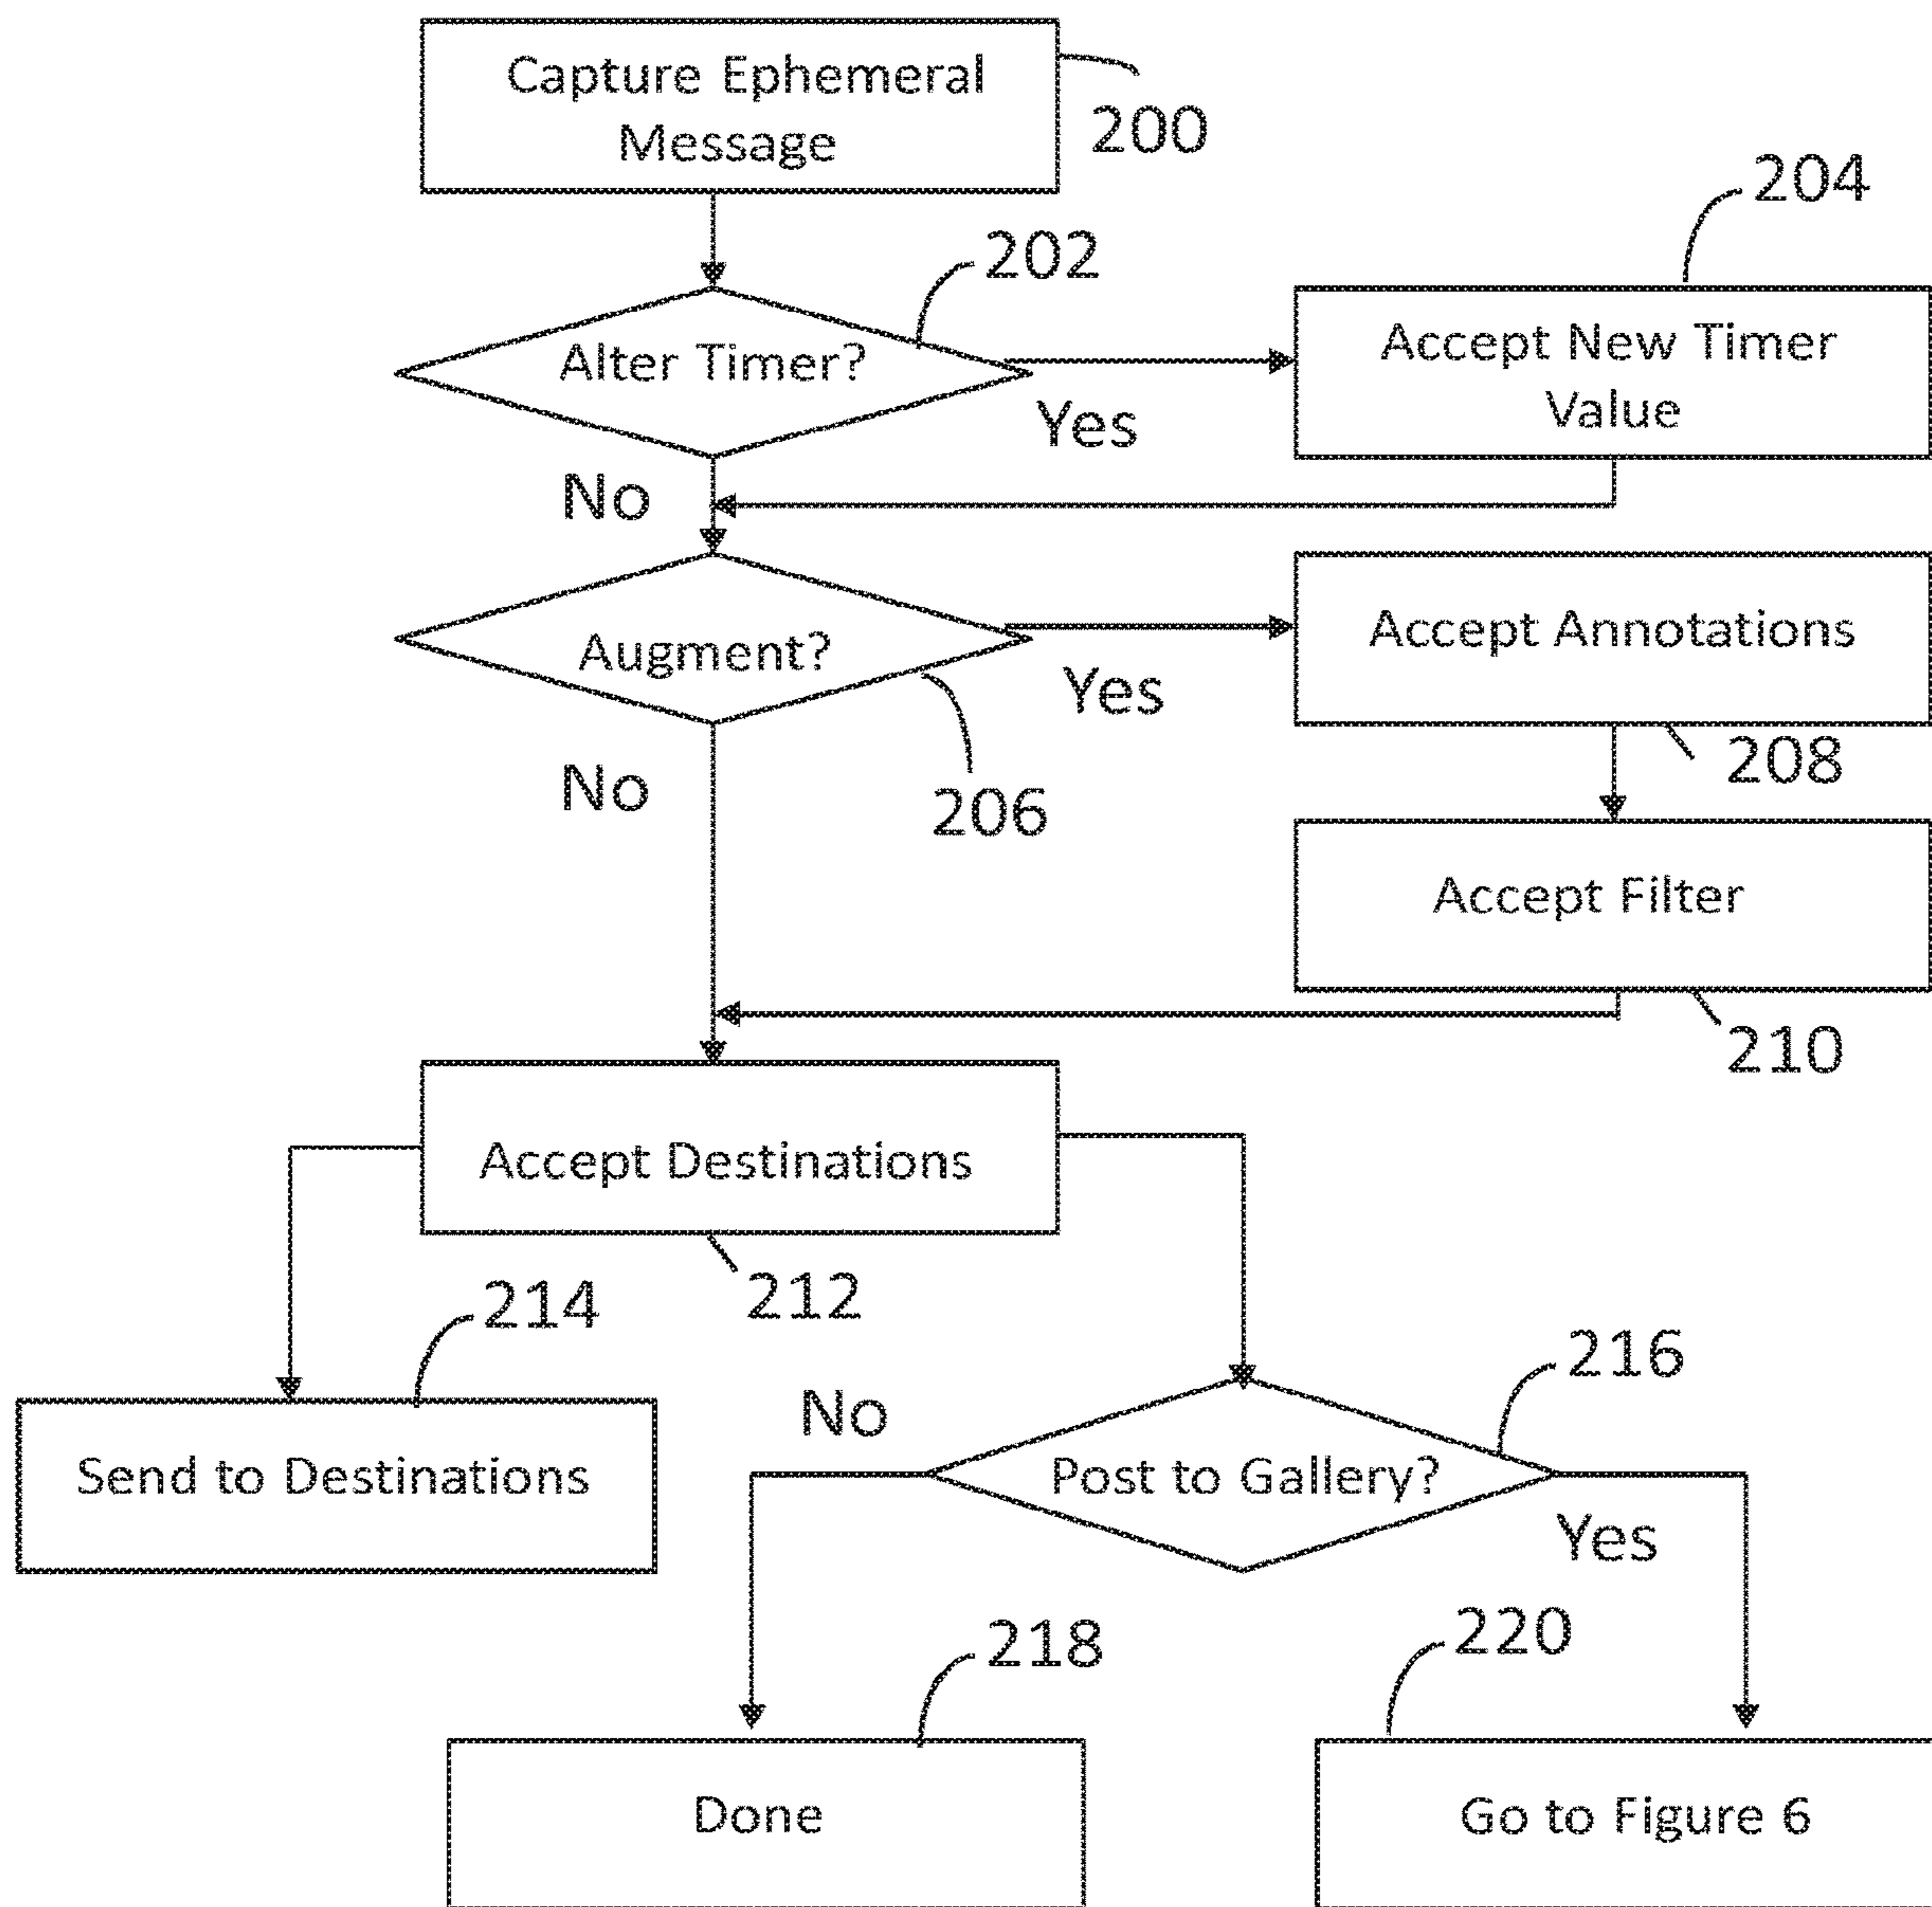 Capture Ephemeral
Message
200
204
202
Alter Timer?
Accept New Timer
Value
Yes
No
Augment?
Accept Annotations
Yes
208
No
206
Accept Filter
210
Accept Destinations
212
214
216
No
Send to Destinations
Post to Gallery?
Yes
218
220
Done
Go to Figure 6